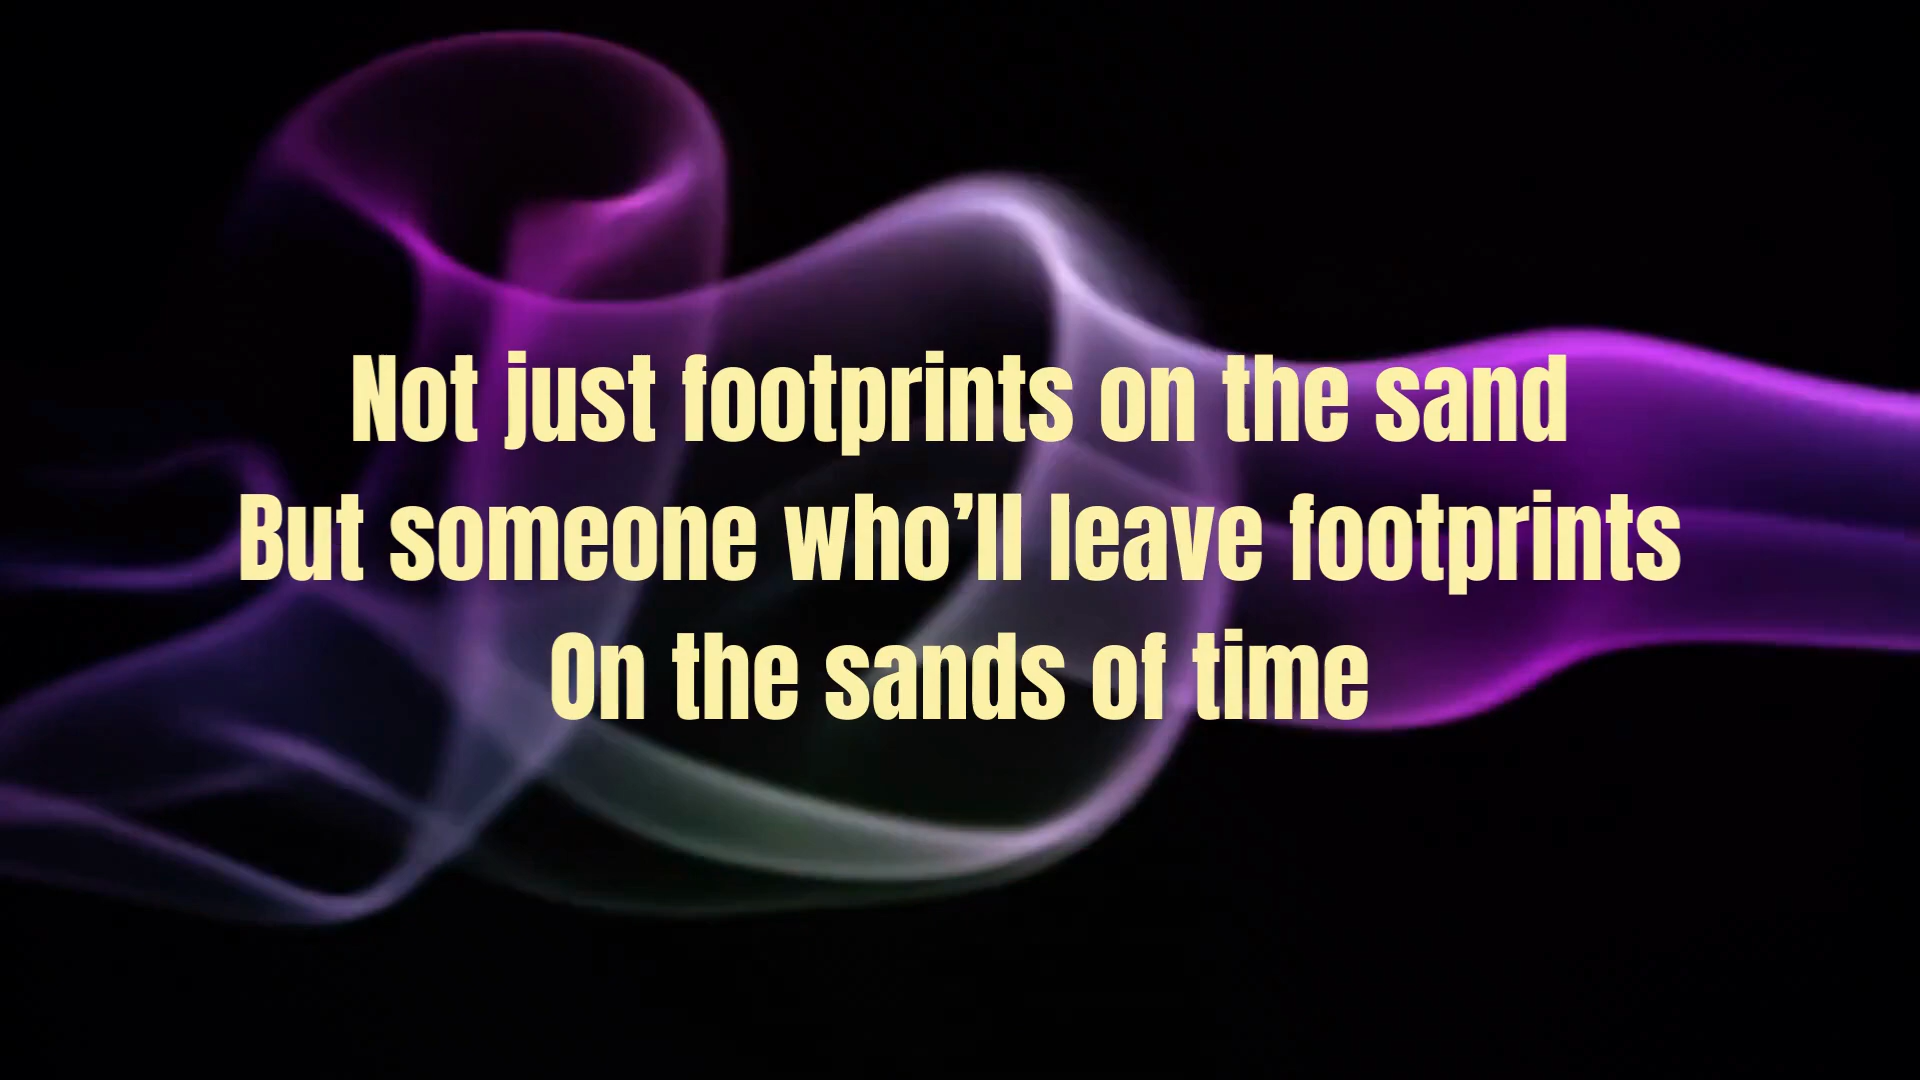 Not just footprints on the sand
But someone who’ll leave footprints
On the sands of time